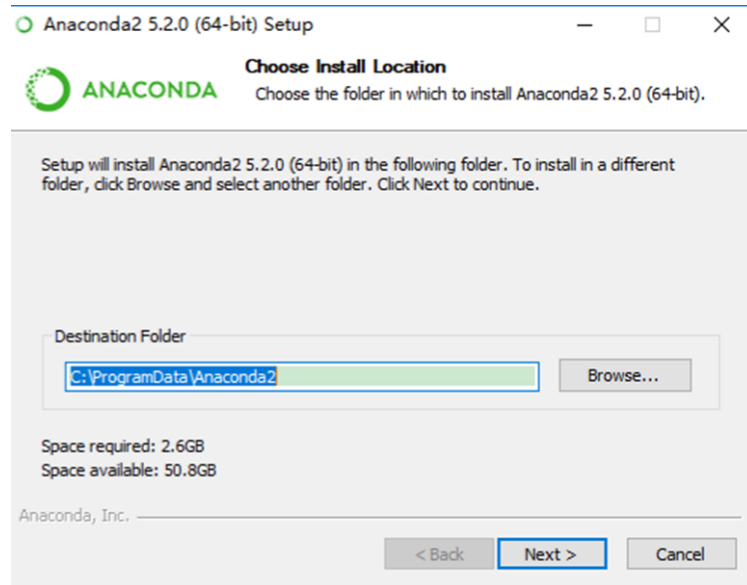 Anaconda2 5.2.0 (64-bit) Setup
ANACONDA
Choose Install Location
Choose the folder in which to install Anaconda2 5.2.0 (64-bit).
Setup will install Anaconda2 5.2.0 (64-bit) in the following folder. To install in a different
folder, click Browse and select another folder. Click Next to continue.
Destination Folder
C:\ProgramData\Anaconda2
Browse...
Space required: 2.6GB
Space available: 50.8GB
Anaconda, Inc.
< Back
Next >
Cancel